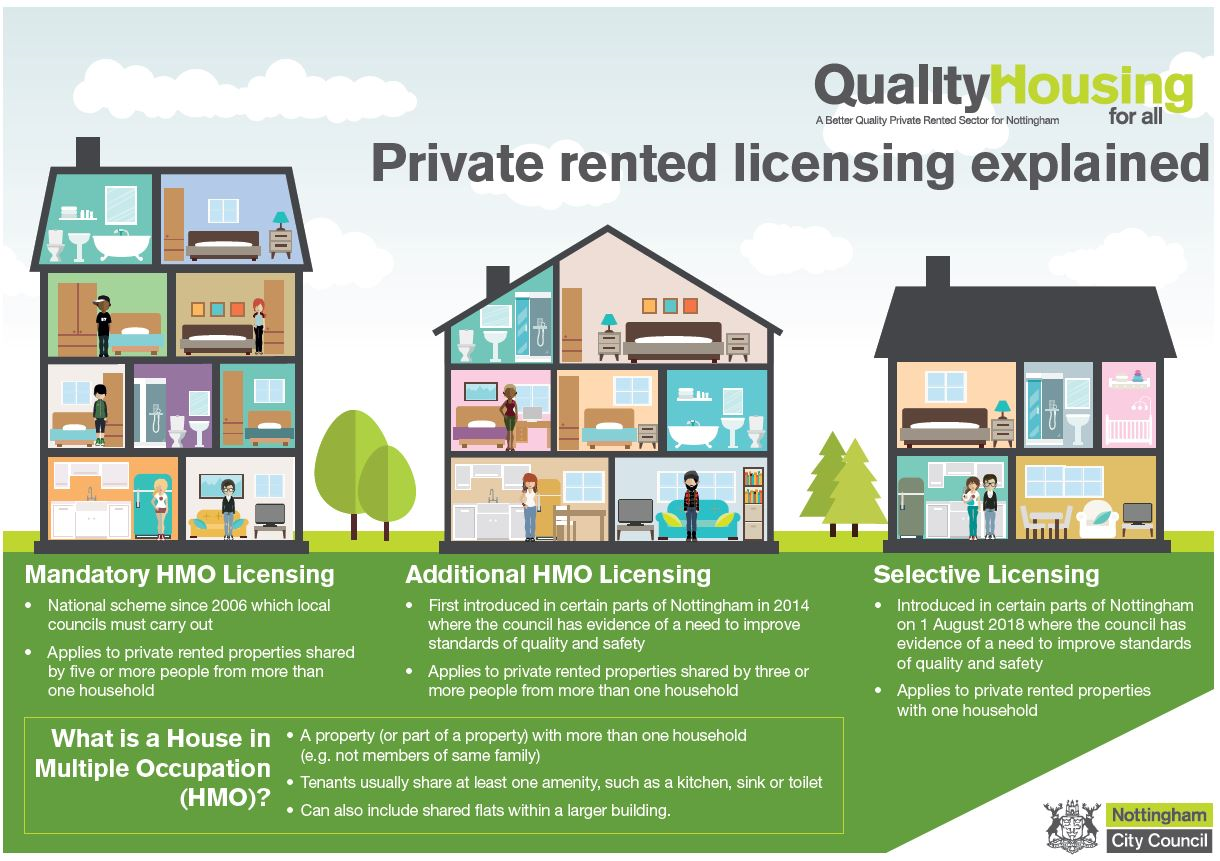 QualityHousing
for all
A Better Quality Private Rented Sector for Nottingham
Private rented licensing explained
Mandatory HMO Licensing
• National scheme since 2006 which local
councils must carry out
• Applies to private rented properties shared
by five or more people from more than
one household
Additional HMO Licensing
• First introduced in certain parts of Nottingham in 2014
where the council has evidence of a need to improve
standards of quality and safety
• Applies to private rented properties shared by three or
more people from more than one household
Selective Licensing
• Introduced in certain parts of Nottingham
on 1 August 2018 where the council has
evidence of a need to improve standards
of quality and safety
• Applies to private rented properties
with one household
What is a House in
Multiple Occupation
(HMO)?
• A property (or part of a property) with more than one household
(e.g. not members of same family)
• Tenants usually share at least one amenity, such as a kitchen, sink or toilet
• Can also include shared flats within a larger building.
Nottingham
City Council